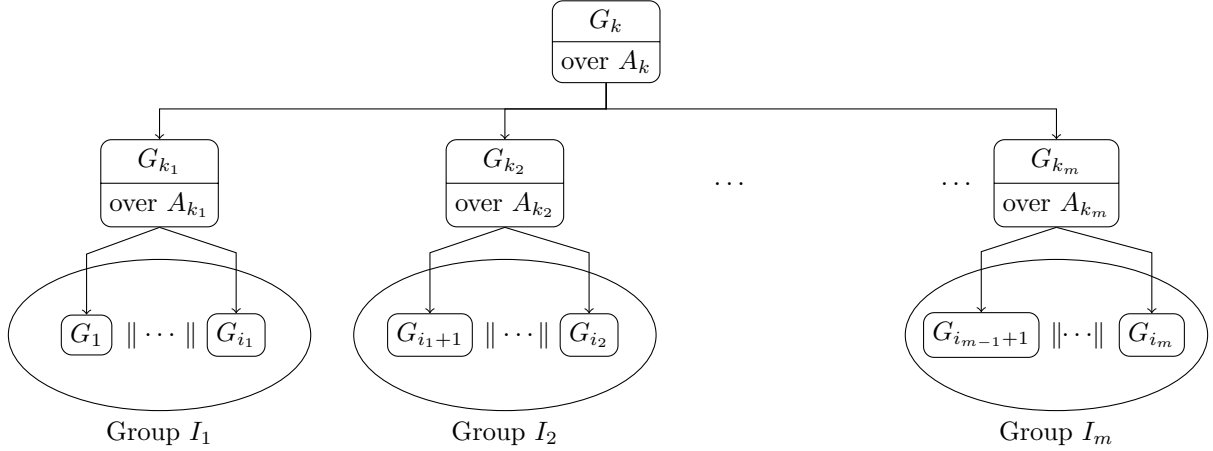 G_k
over A_k
G_{k_1} G_{k_2} G_{k_m}
over A_{k_1} over A_{k_2} ⋯ ⋯ over A_{k_m}
G_1 ∥ ⋯ ∥ G_{i_1} G_{i_1+1} ∥ ⋯ ∥ G_{i_2} G_{i_{m-1}+1} ∥ ⋯ ∥ G_{i_m}
Group I_1 Group I_2 Group I_m